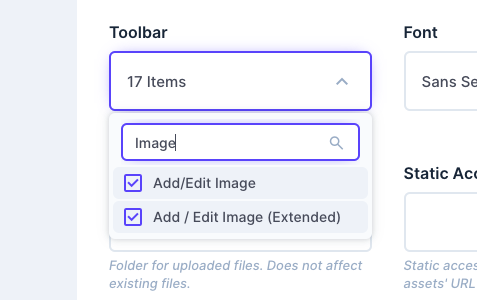 Toolbar
Font
17 Items
Sans Se
Image
Add/Edit Image
Add / Edit Image (Extended)
Static Acc
Folder for uploaded files. Does not affect
existing files.
Static acces
assets' URL